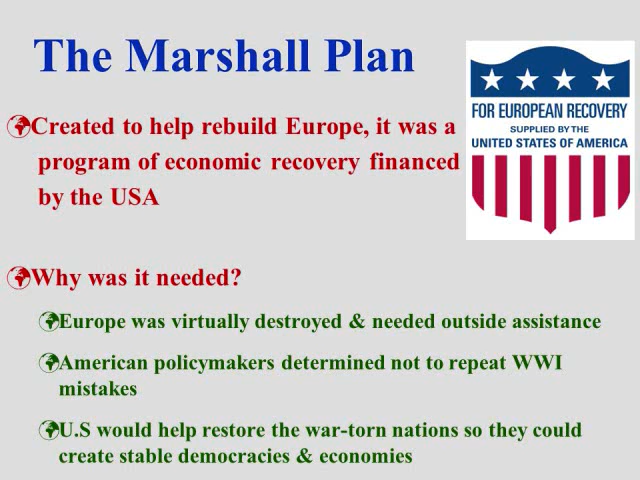 The Marshall Plan
FOR EUROPEAN RECOVERY
SUPPLIED BY THE
UNITED STATES OF AMERICA
Created to help rebuild Europe, it was a
program of economic recovery financed
by the USA
Why was it needed?
Europe was virtually destroyed & needed outside assistance
American policymakers determined not to repeat WWI
mistakes
U.S would help restore the war-torn nations so they could
create stable democracies & economies